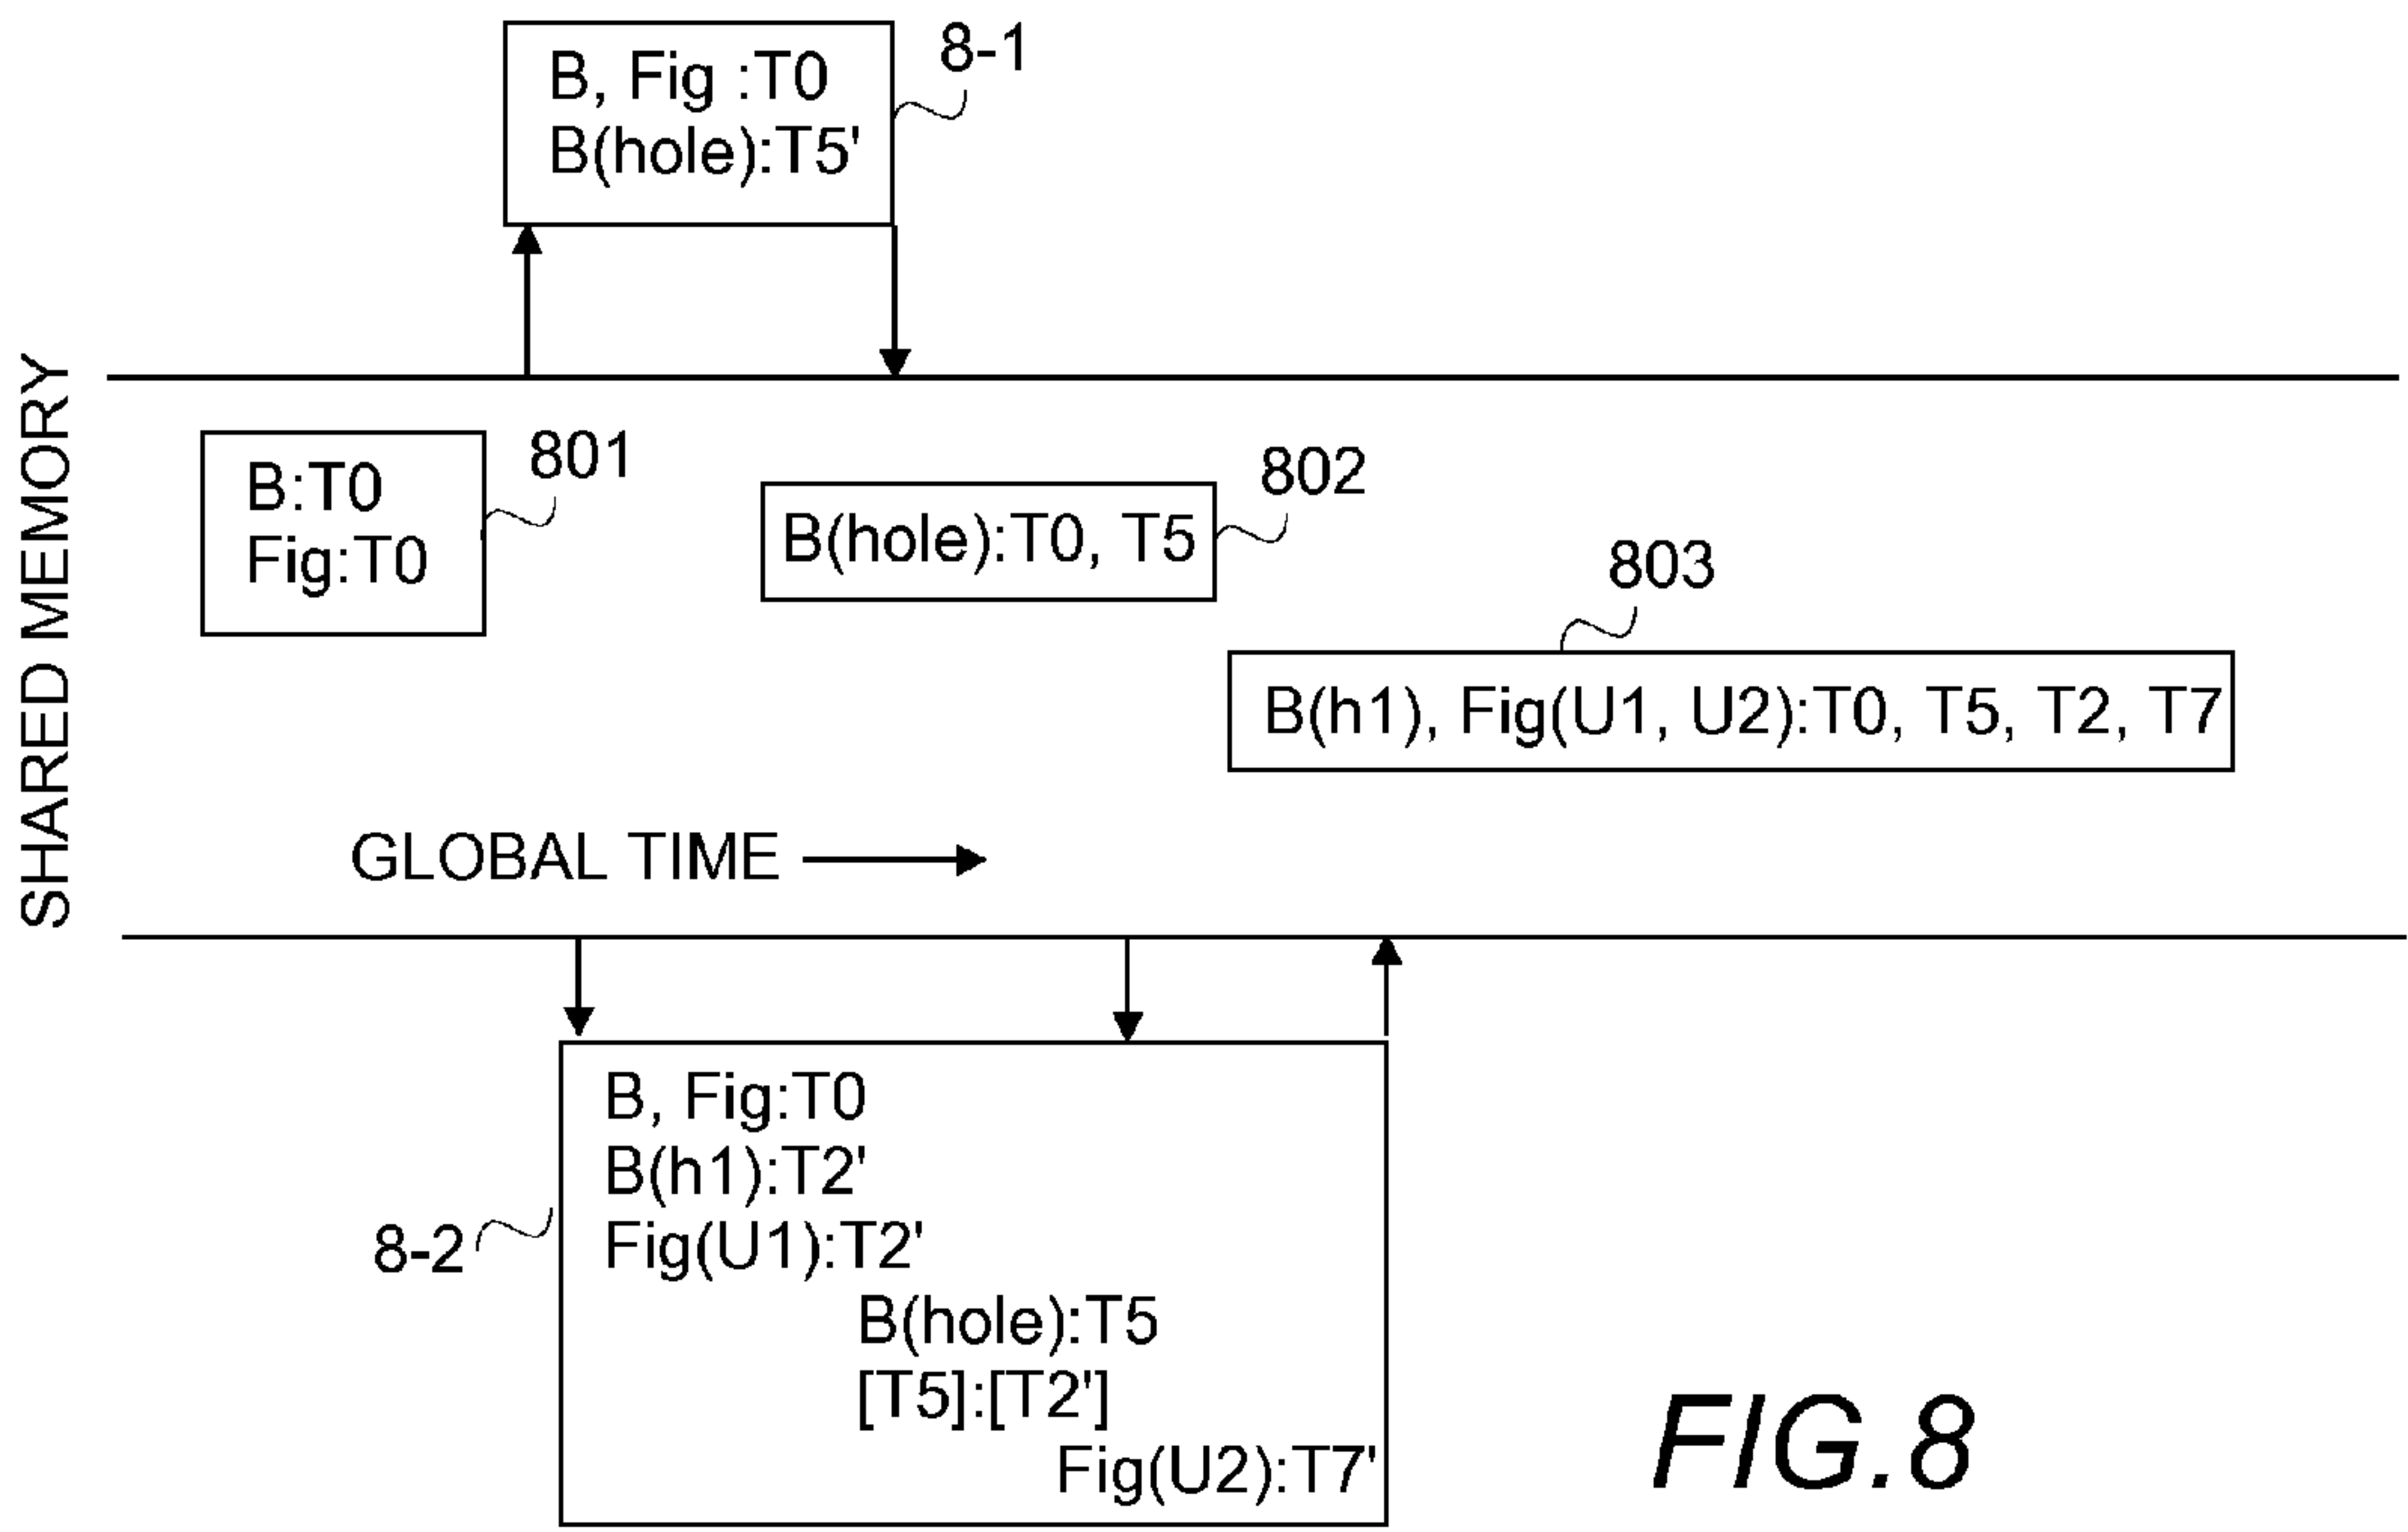 8-1
B, Fig :T0
B(hole):T5'
SHARED MEMORY
801
B:T0
Fig:T0
802
B(hole):T0, T5
803
B(h1), Fig(U1, U2):T0, T5, T2, T7
GLOBAL TIME
8-2
B, Fig:T0
B(h1):T2'
Fig(U1):T2'
B(hole):T5
[T5]:[T2']
Fig(U2):T7'
FIG.8